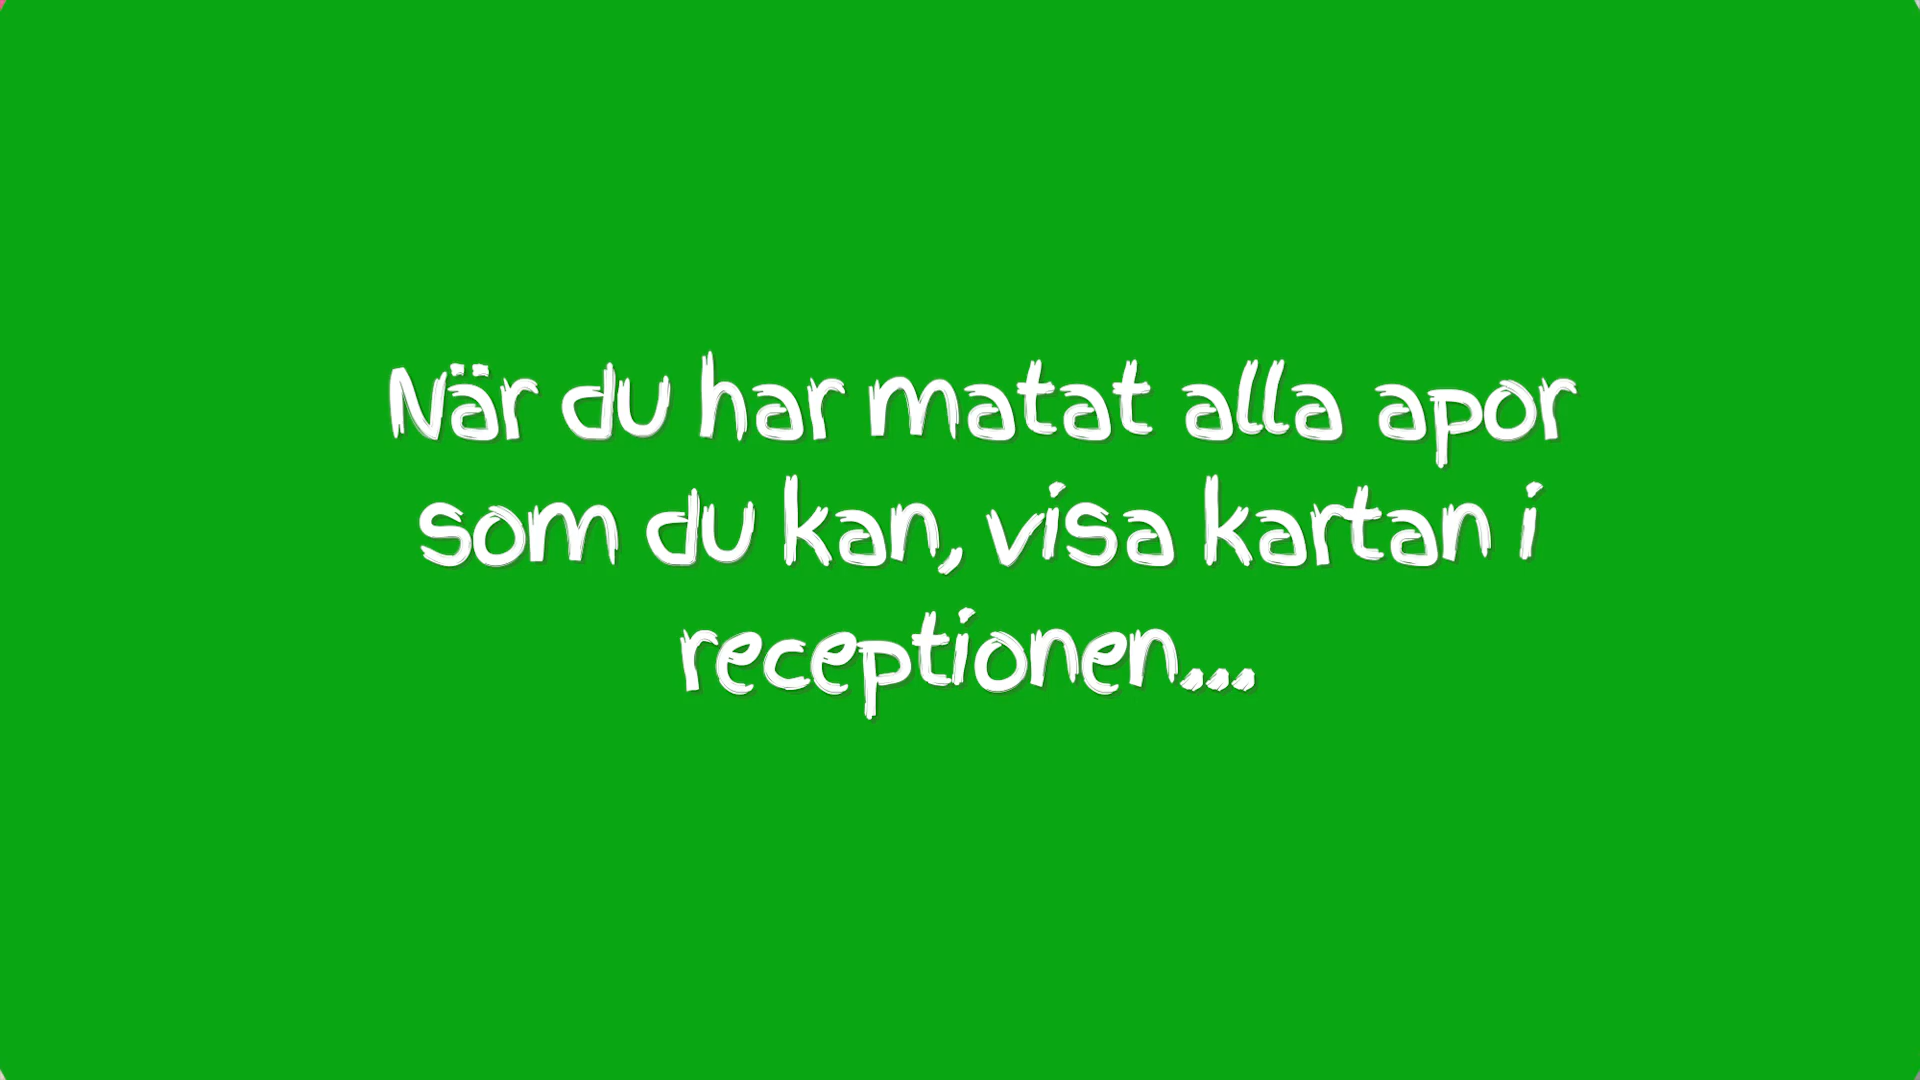 När du har matat alla apor
som du kan, visa kartan i
receptionen...